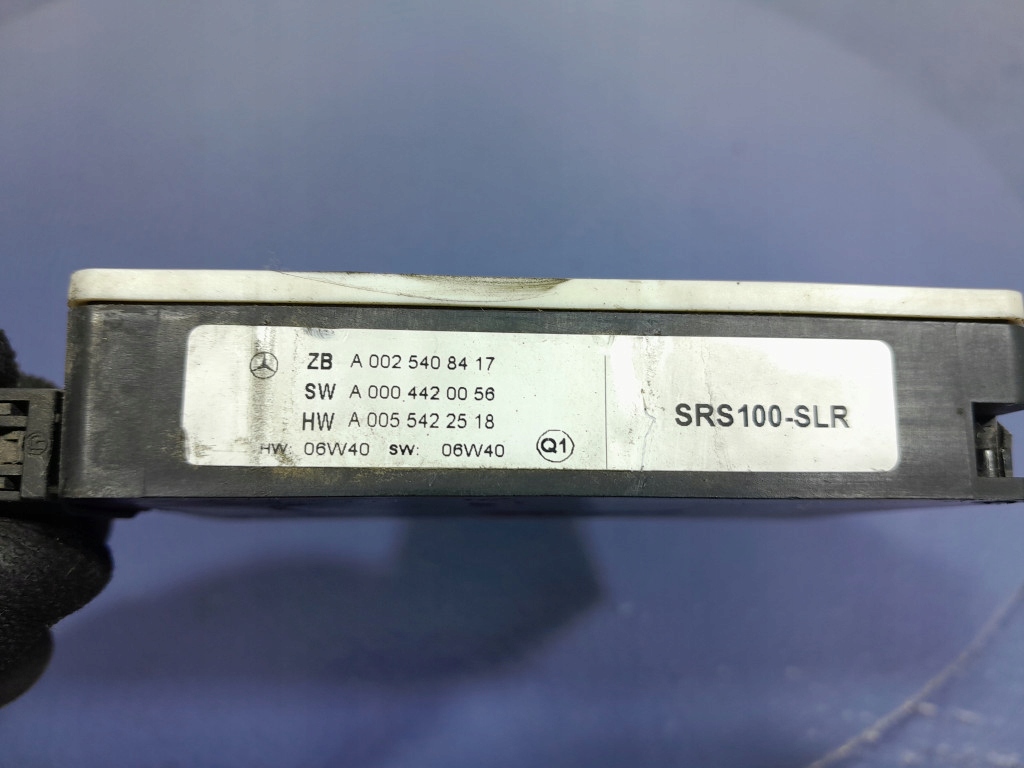 ZB A 002 540 84 17
SW A 000 442 00 56
HW A 005 542 25 18
HW: 06W40 SW: 06W40 Q1
SRS100-SLR